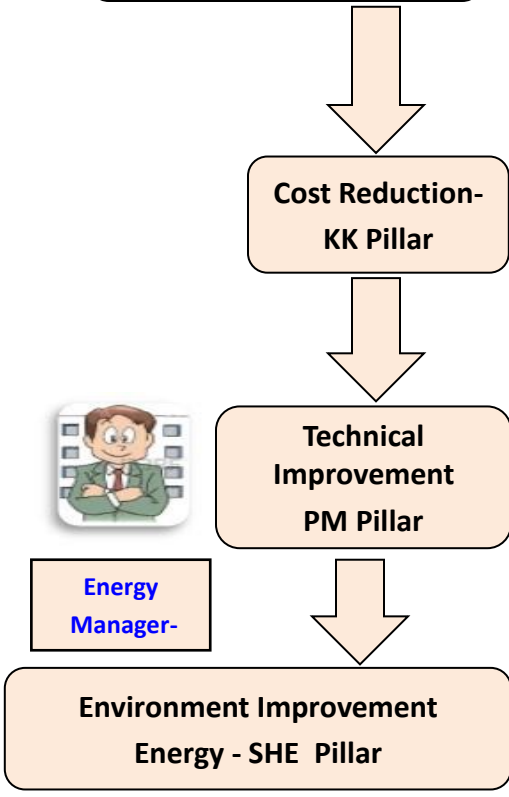 Cost Reduction-
KK Pillar
Technical
Improvement
PM Pillar
Energy
Manager-
Environment Improvement
Energy - SHE Pillar